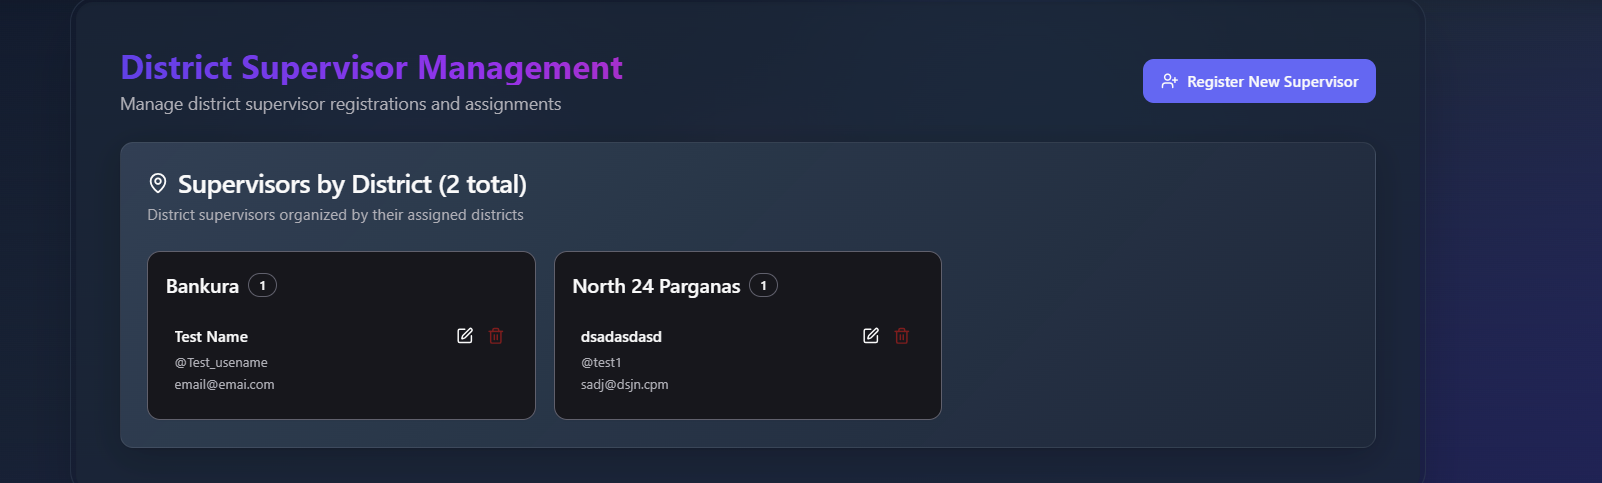 District Supervisor Management
Manage district supervisor registrations and assignments
Register New Supervisor
Supervisors by District (2 total)
District supervisors organized by their assigned districts
Bankura 1
Test Name
@Test_usename
email@emai.com
North 24 Parganas 1
dsadasdasd
@test1
sadj@dsjn.cpm